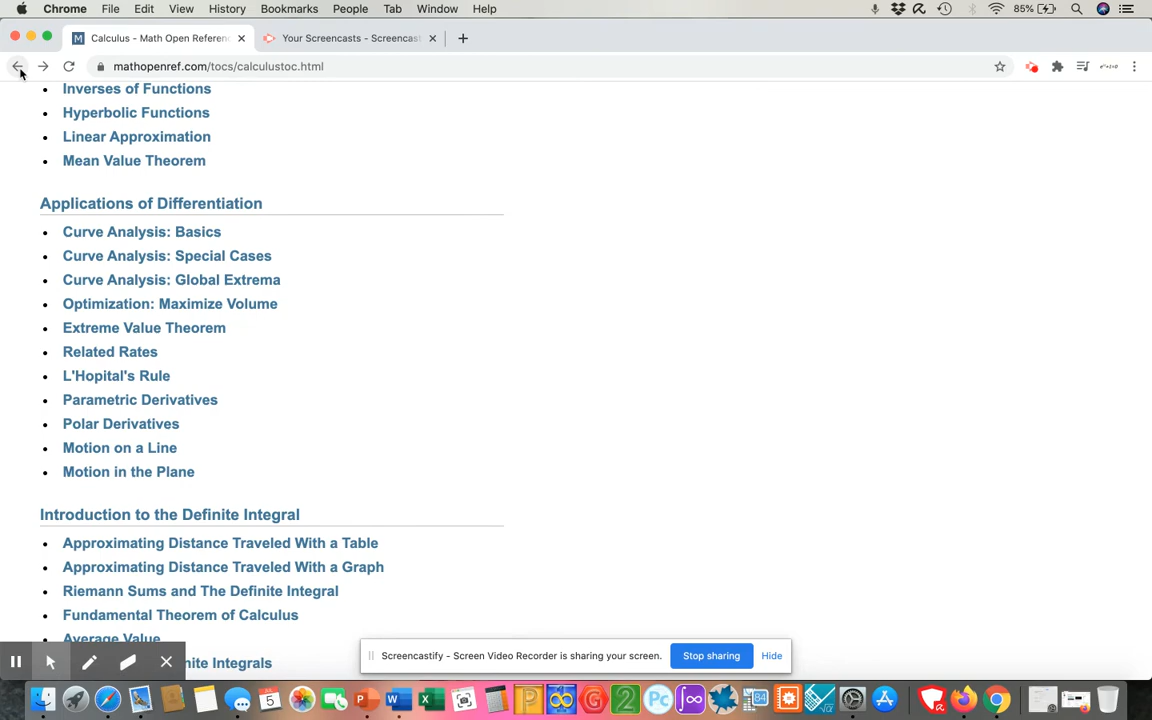 Chrome File Edit View History Bookmarks People Tab Window Help 85%
Calculus - Math Open Referen Your Screencasts - Screencast
mathopenref.com/tocs/calculustoc.html
Inverses of Functions
Hyperbolic Functions
Linear Approximation
Mean Value Theorem
Applications of Differentiation
Curve Analysis: Basics
Curve Analysis: Special Cases
Curve Analysis: Global Extrema
Optimization: Maximize Volume
Extreme Value Theorem
Related Rates
L'Hopital's Rule
Parametric Derivatives
Polar Derivatives
Motion on a Line
Motion in the Plane
Introduction to the Definite Integral
Approximating Distance Traveled With a Table
Approximating Distance Traveled With a Graph
Riemann Sums and The Definite Integral
Fundamental Theorem of Calculus
Average Value
nite Integrals
Screencastify - Screen Video Recorder is sharing your screen. Stop sharing Hide